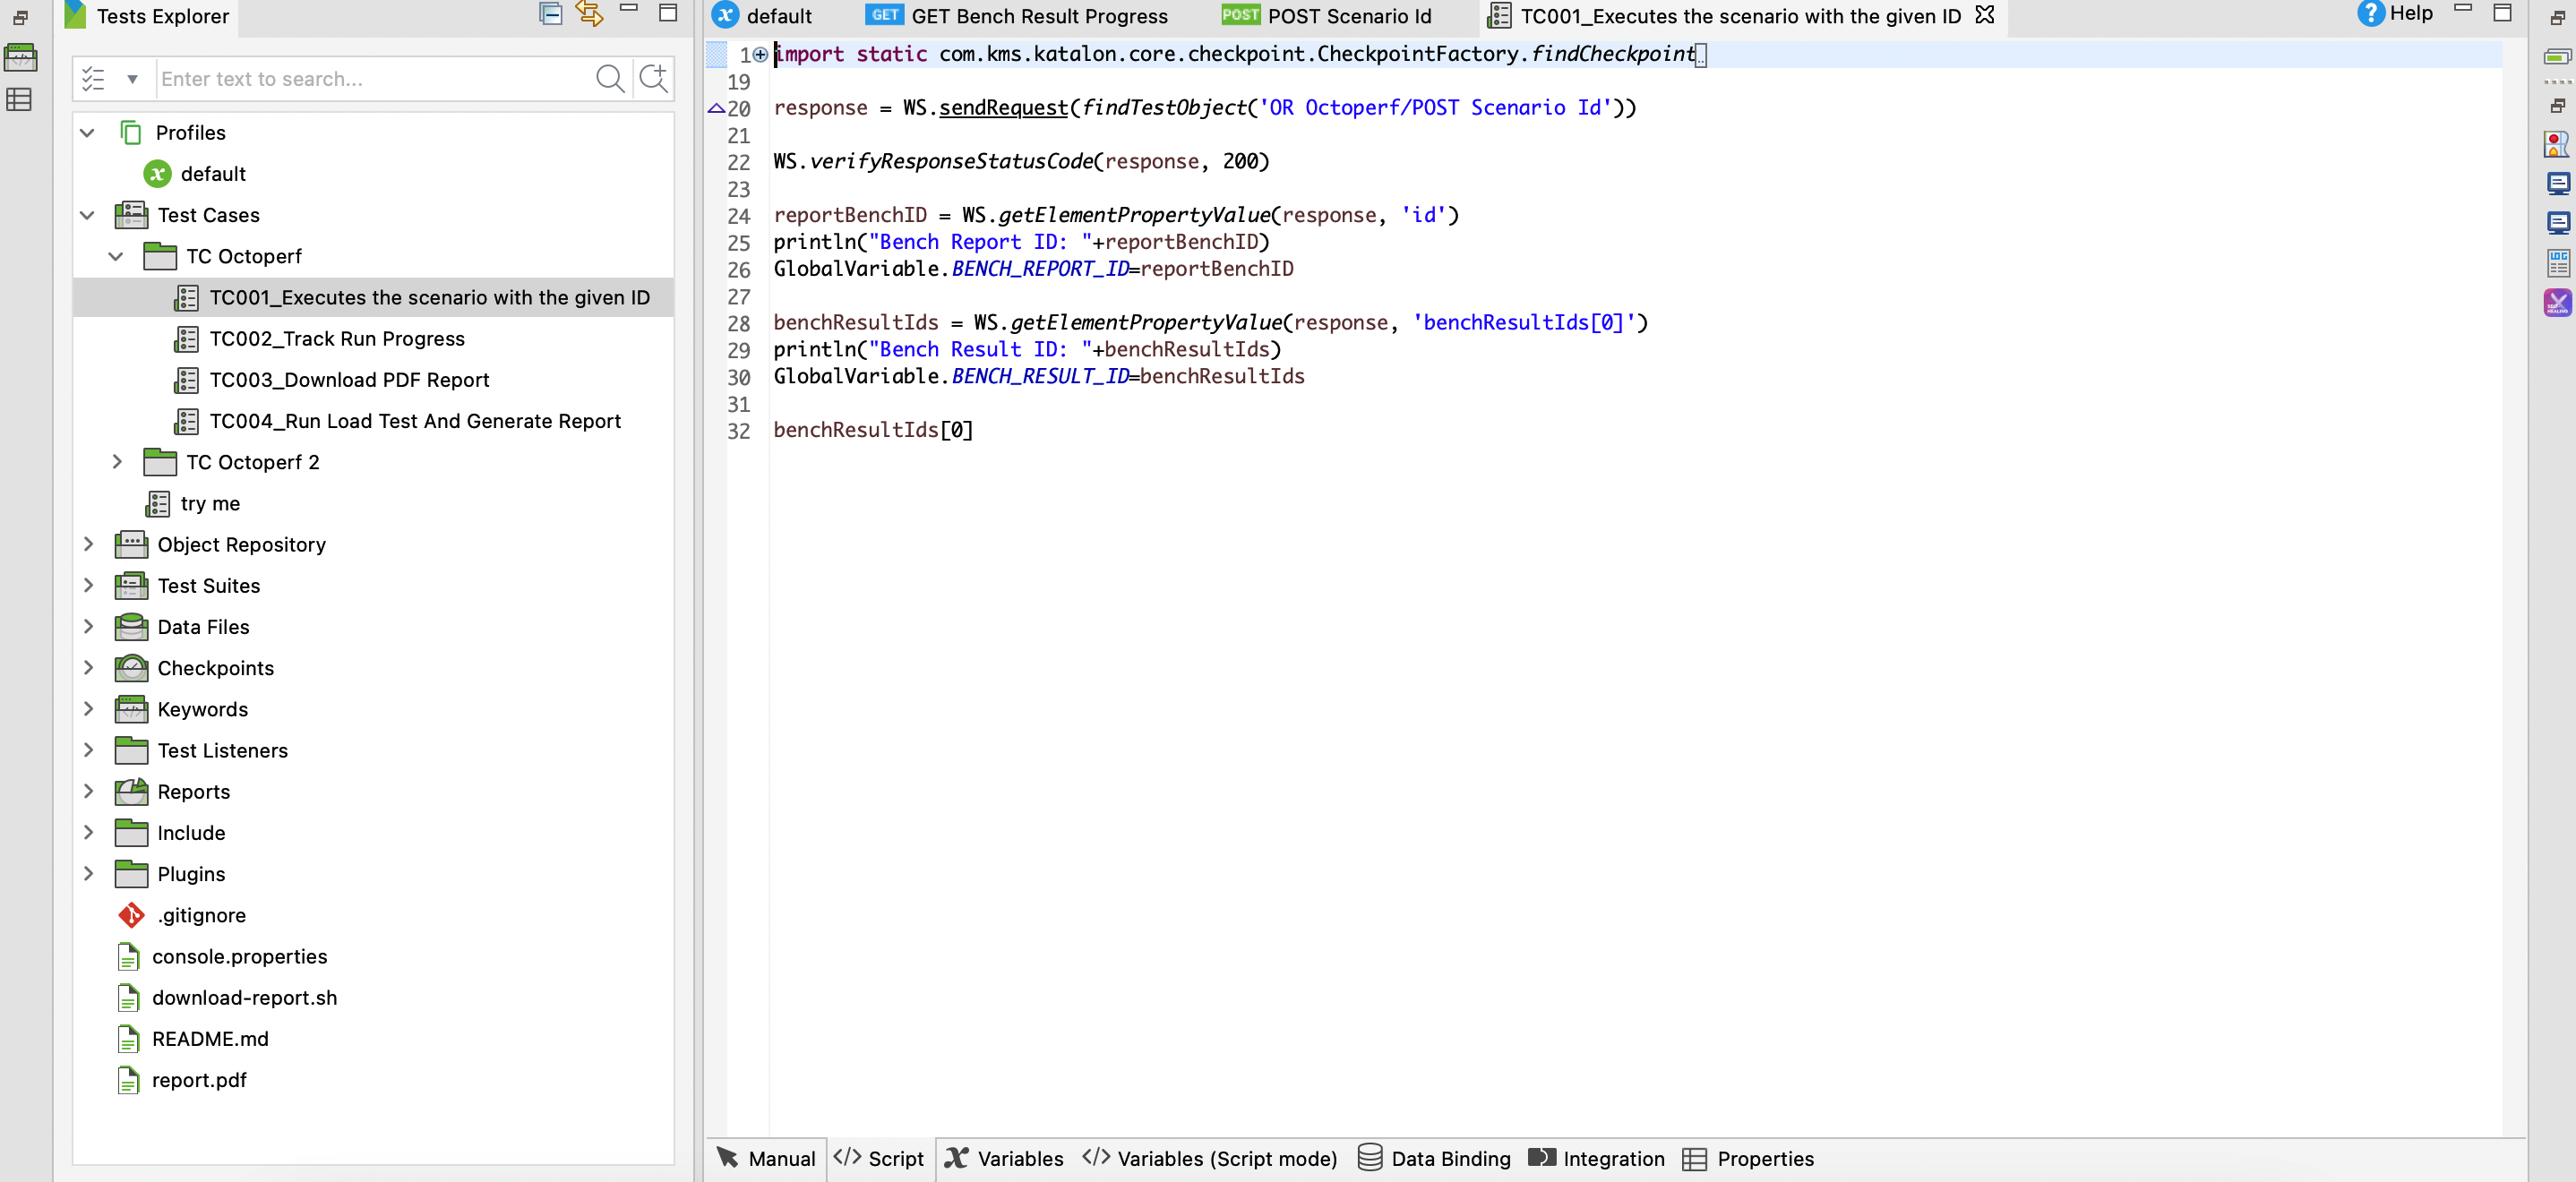 Tests Explorer
Enter text to search...
Profiles
default
Test Cases
TC Octoperf
TC001_Executes the scenario with the given ID
TC002_Track Run Progress
TC003_Download PDF Report
TC004_Run Load Test And Generate Report
TC Octoperf 2
try me
Object Repository
Test Suites
Data Files
Checkpoints
Keywords
Test Listeners
Reports
Include
Plugins
.gitignore
console.properties
download-report.sh
README.md
report.pdf
default GET GET Bench Result Progress POST POST Scenario Id TC001_Executes the scenario with the given ID Help
1 import static com.kms.katalon.core.checkpoint.CheckpointFactory.findCheckpoint..
19
20 response = WS.sendRequest(findTestObject('OR Octoperf/POST Scenario Id'))
21
22 WS.verifyResponseStatusCode(response, 200)
23
24 reportBenchID = WS.getElementPropertyValue(response, 'id')
25 println("Bench Report ID: "+reportBenchID)
26 GlobalVariable.BENCH_REPORT_ID=reportBenchID
27
28 benchResultIds = WS.getElementPropertyValue(response, 'benchResultIds[0]')
29 println("Bench Result ID: "+benchResultIds)
30 GlobalVariable.BENCH_RESULT_ID=benchResultIds
31
32 benchResultIds[0]
Manual </> Script Variables </> Variables (Script mode) Data Binding Integration Properties
LOG